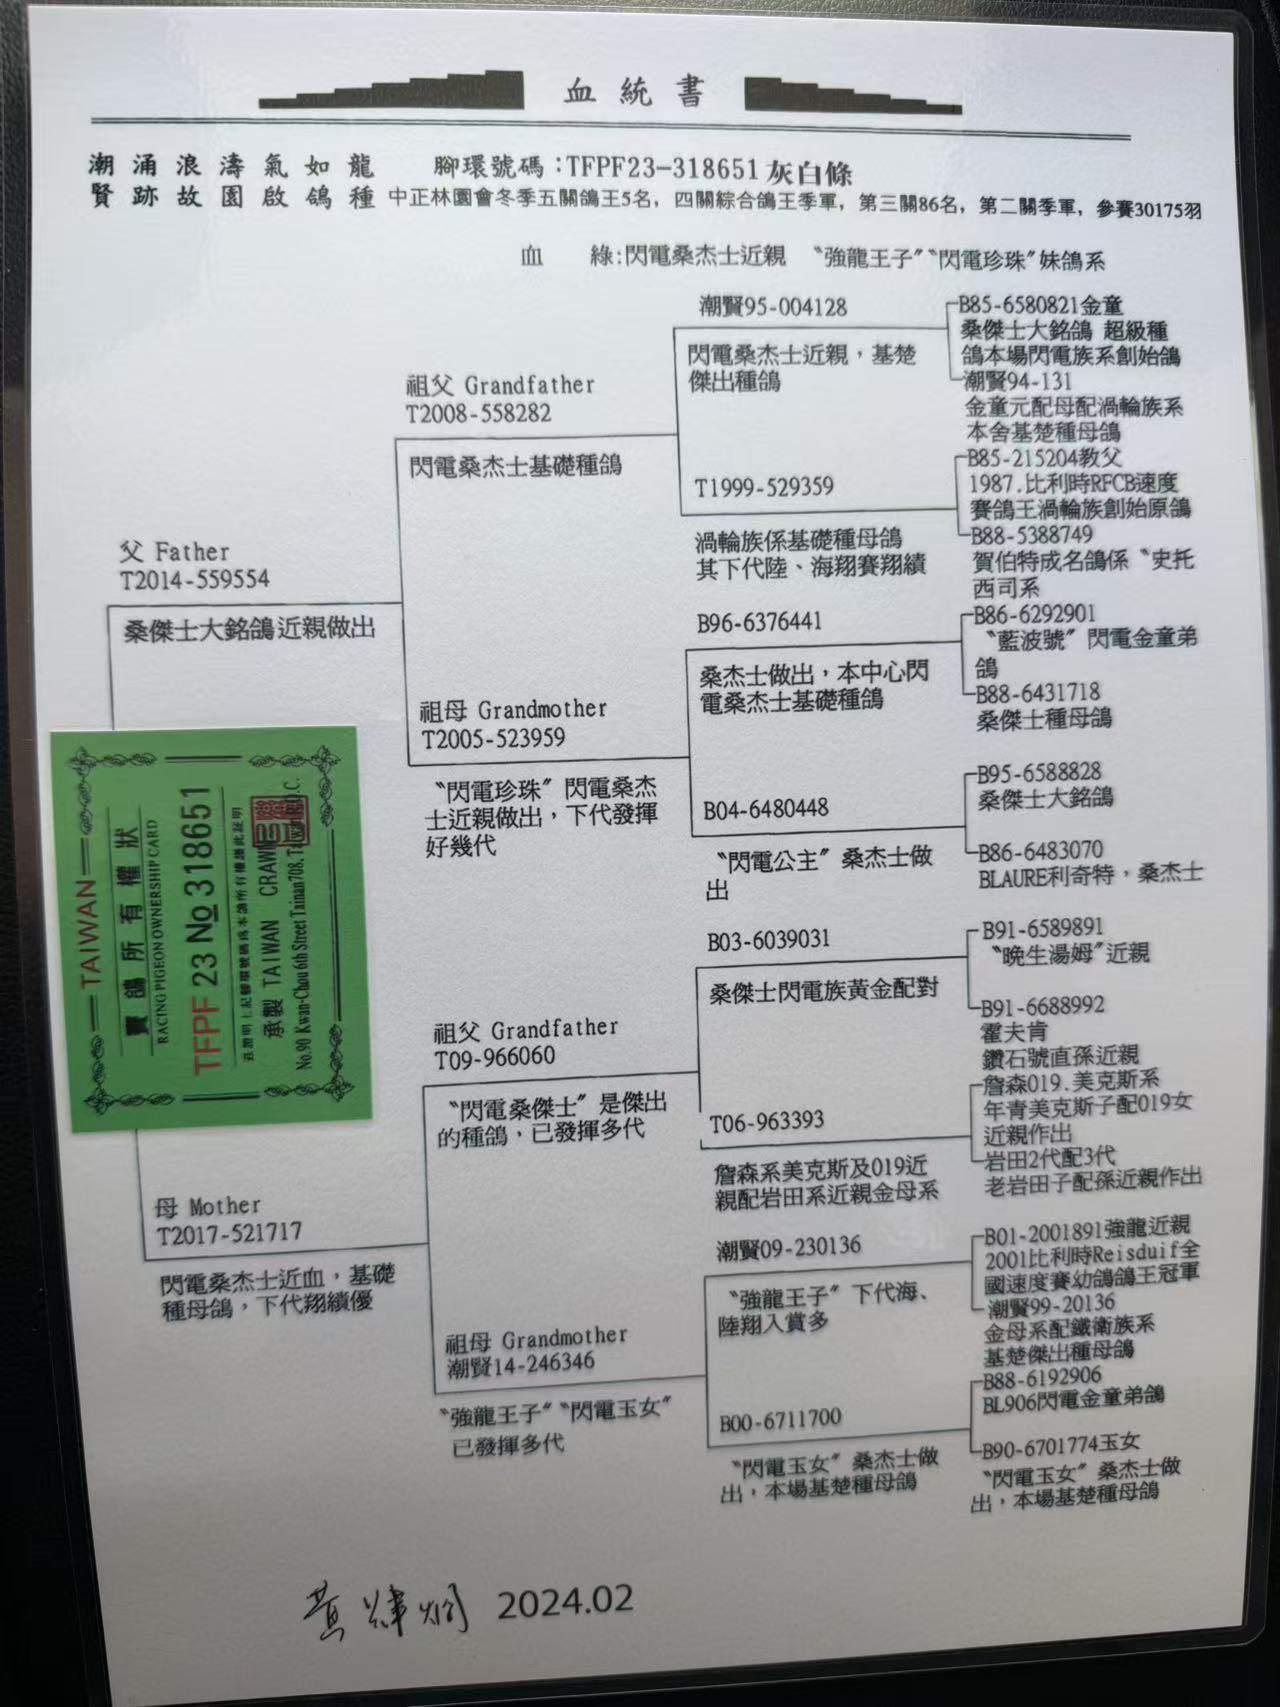 血統書
潮涌浪濤氣如龍 腳環號碼:TFPF23-318651灰白條
賢跡故園啟鴿種 中正林園會冬季五關鴿王5名，四關綜合鴿王季軍，第三關86名，第二關季軍，參賽30175羽
血 綠:閃電桑杰士近親 〝強龍王子〞〝閃電珍珠〞妹鴿系
父 Father
T2014-559554
桑傑士大銘鴿近親做出
祖父 Grandfather
T2008-558282
閃電桑杰士基礎種鴿
潮賢95-004128
閃電桑杰士近親，基楚
傑出種鴿
B85-6580821金童
桑傑士大銘鴿 超級種
鴿本場閃電族系創始鴿
潮賢94-131
金童元配母配渦輪族系
本舍基楚種母鴿
T1999-529359
渦輪族係基礎種母鴿
其下代陸、海翔賽翔績
B85-215204教父
1987.比利時RFCB速度
賽鴿王渦輪族創始原鴿
B88-5388749
賀伯特成名鴿係〝史托
西司系
祖母 Grandmother
T2005-523959
〝閃電珍珠〞閃電桑杰
士近親做出，下代發揮
好幾代
B96-6376441
桑杰士做出，本中心閃
電桑杰士基礎種鴿
B86-6292901
〝藍波號〞閃電金童弟
鴿
B88-6431718
桑傑士種母鴿
B04-6480448
〝閃電公主〞桑杰士做
出
B95-6588828
桑傑士大銘鴿
B86-6483070
BLAURE利奇特，桑杰士
TAIWAN
賽鴿所有權狀
RACING PIGEON OWNERSHIP CARD
TFPF 23 No 318651
茲證明上記腳環號碼為本鴿所有權謹此証明
承製 TAIWAN CRAWN
No.90 Kwan-Chou 6th Street Tainan 708, Taiwan R.O.C.
母 Mother
T2017-521717
閃電桑杰士近血，基礎
種母鴿，下代翔績優
祖父 Grandfather
T09-966060
〝閃電桑傑士〞是傑出
的種鴿，已發揮多代
B03-6039031
桑傑士閃電族黃金配對
B91-6589891
〝晚生湯姆〞近親
B91-6688992
霍夫肯
鑽石號直孫近親
T06-963393
詹森系美克斯及019近
親配岩田系近親金母系
詹森019.美克斯系
年青美克斯子配019女
近親作出
岩田2代配3代
老岩田子配孫近親作出
祖母 Grandmother
潮賢14-246346
〝強龍王子〞〝閃電玉女〞
已發揮多代
潮賢09-230136
〝強龍王子〞下代海、
陸翔入賞多
B01-2001891強龍近親
2001比利時Reisduif全
國速度賽幼鴿鴿王冠軍
潮賢99-20136
金母系配鐵衛族系
基楚傑出種母鴿
B00-6711700
〝閃電玉女〞桑杰士做
出，本場基楚種母鴿
B88-6192906
BL906閃電金童弟鴿
B90-6701774玉女
〝閃電玉女〞桑杰士做
出，本場基楚種母鴿
黃輝炯 2024.02